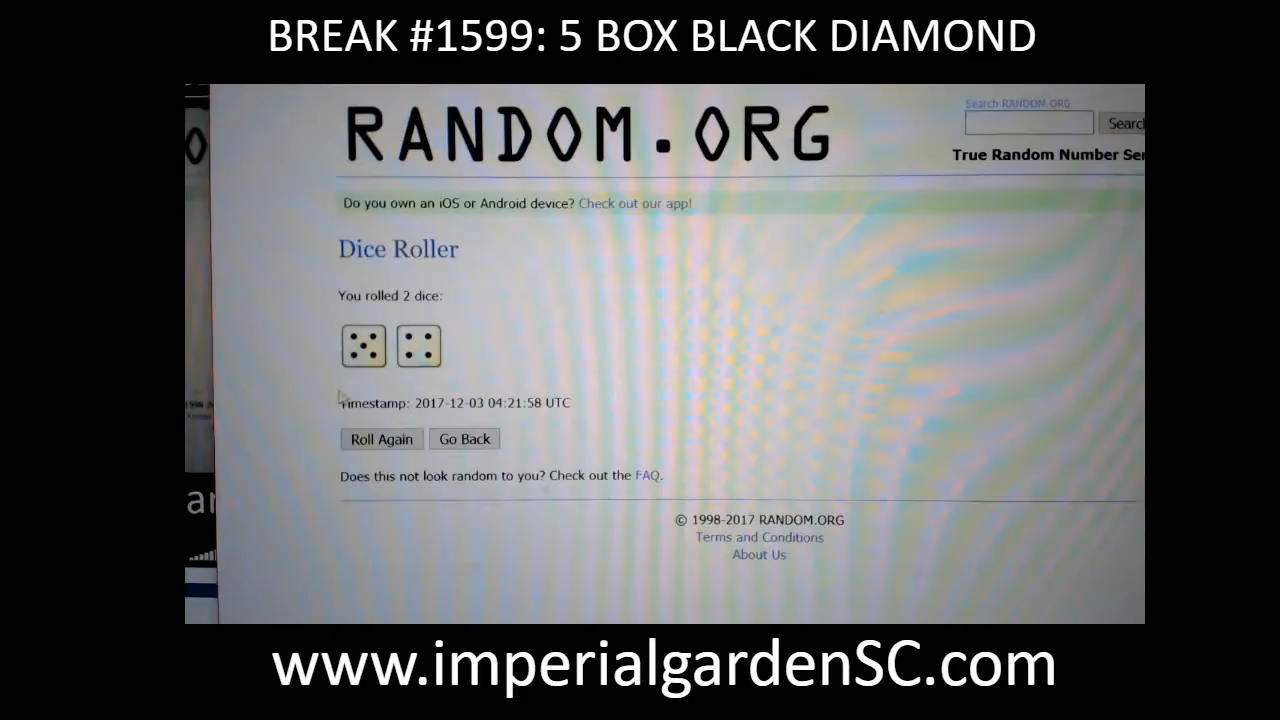 BREAK #1599: 5 BOX BLACK DIAMOND
RANDOM.ORG
Search RANDOM.ORG
Searc
True Random Number Ser
Do you own an iOS or Android device? Check out our app!
Dice Roller
You rolled 2 dice:
Timestamp: 2017-12-03 04:21:58 UTC
Roll Again Go Back
Does this not look random to you? Check out the FAQ.
© 1998-2017 RANDOM.ORG
Terms and Conditions
About Us
www.imperialgardenSC.com